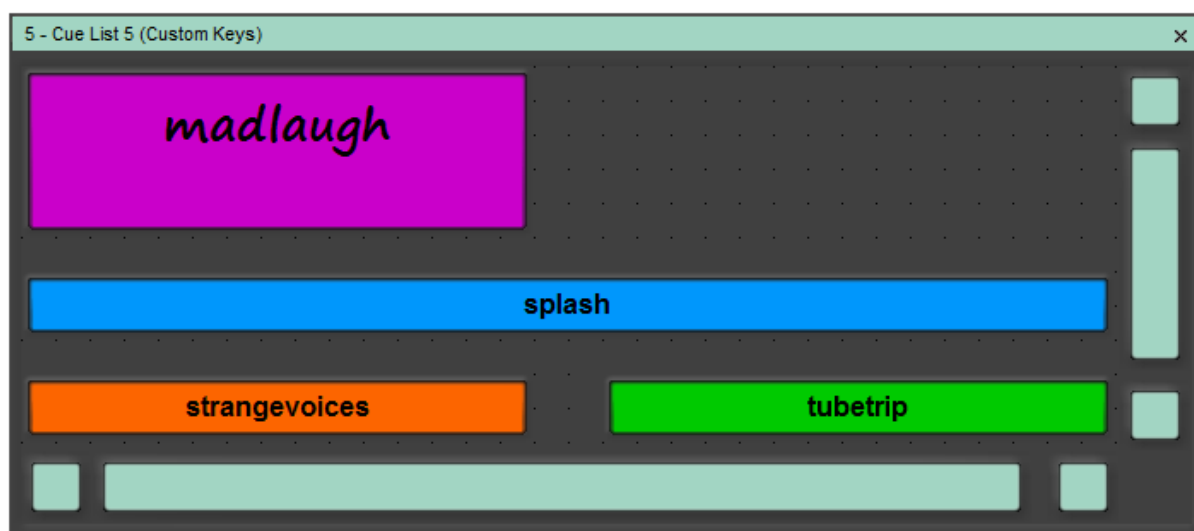 5 - Cue List 5 (Custom Keys)
madlaugh
splash
strangevoices
tubetrip